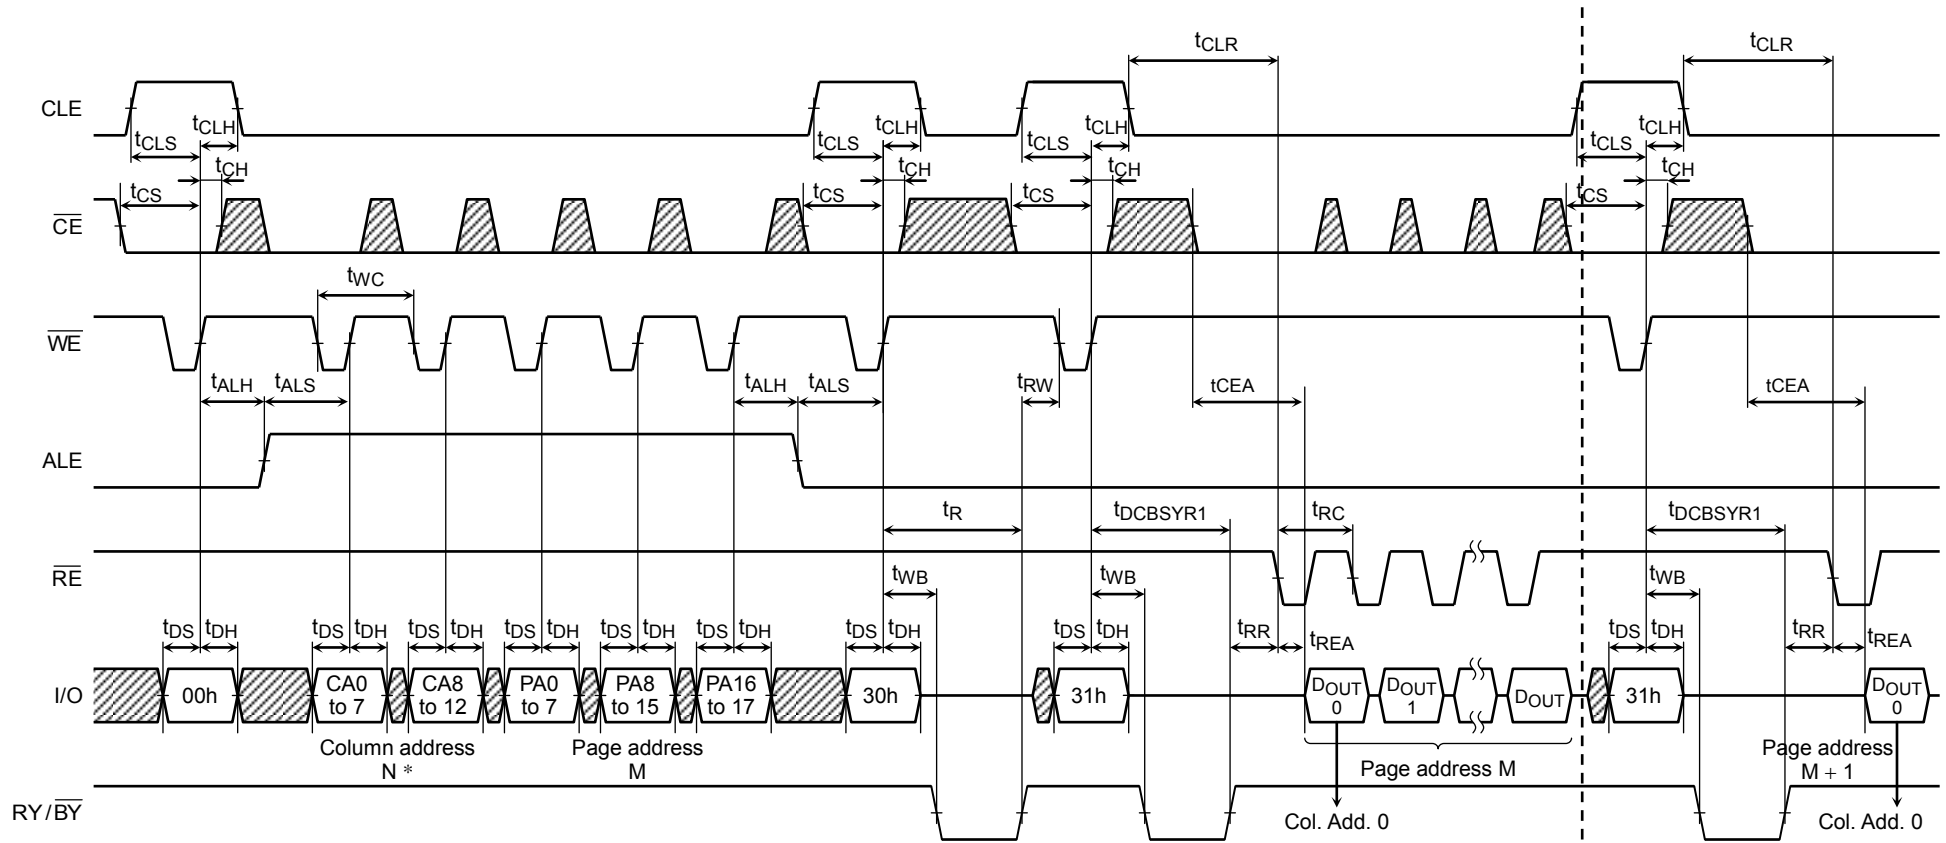 tCLR tCLR
CLE
tCLS tCLH tCLS tCLH tCLS tCLH tCLS tCLH
tCH tCH tCH tCH
tCS tCS tCS tCS
CE
tWC
WE
tALH tALS tALH tALS tRW tCEA tCEA
ALE
tR tDCBSYR1 tRC tDCBSYR1
RE
tWB tWB tWB
tDS tDH tDS tDH tDS tDH tDS tDH tDS tDH tDS tDH tDS tDH tDS tDH tRR tREA tDS tDH tRR tREA
I/O
00h
CA0
to 7
CA8
to 12
PA0
to 7
PA8
to 15
PA16
to 17
30h
31h
DOUT
0
DOUT
1
DOUT
31h
DOUT
0
Column address
N *
Page address
M
Page address M
Page address
M + 1
RY/BY
Col. Add. 0
Col. Add. 0